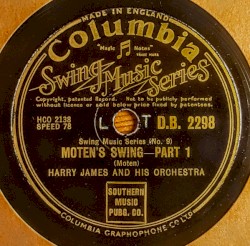 MADE IN ENGLAND
Columbia
"Magic Notes"
TRADE MARK
Swing Music Series
Copyright, patented Record. Not to be publicly performed
without licence or sold below price fixed by patentees.
HCO 2138
SPEED 78
D.B. 2298
Swing Music Series (No. 9)
MOTEN'S SWING—PART 1
(Moten)
HARRY JAMES AND HIS ORCHESTRA
SOUTHERN
MUSIC
PUBG. CO.
COLUMBIA GRAPHOPHONE CO LTD